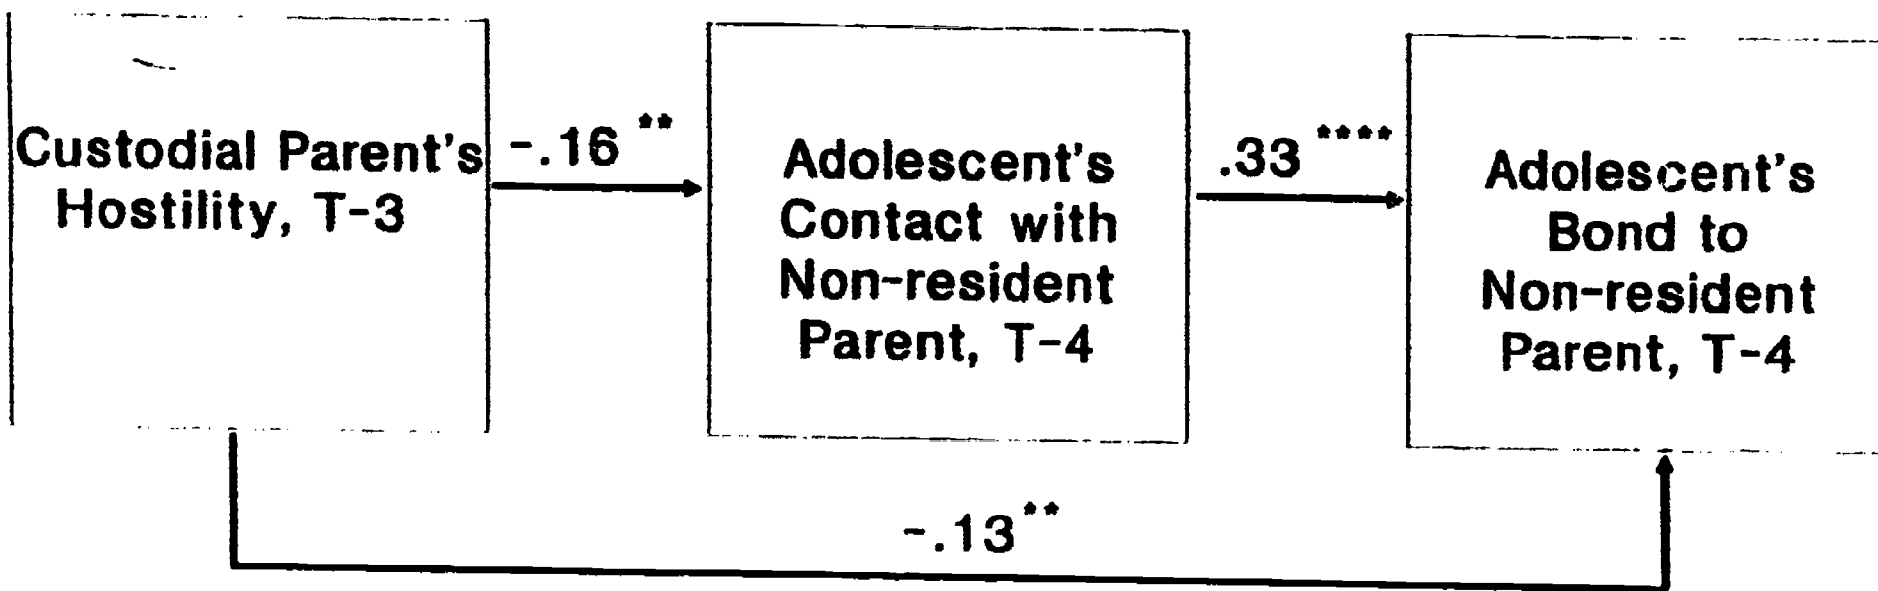 Custodial Parent's
Hostility, T-3
-.16 **
Adolescent's
Contact with
Non-resident
Parent, T-4
.33 ****
Adolescent's
Bond to
Non-resident
Parent, T-4
-.13 **